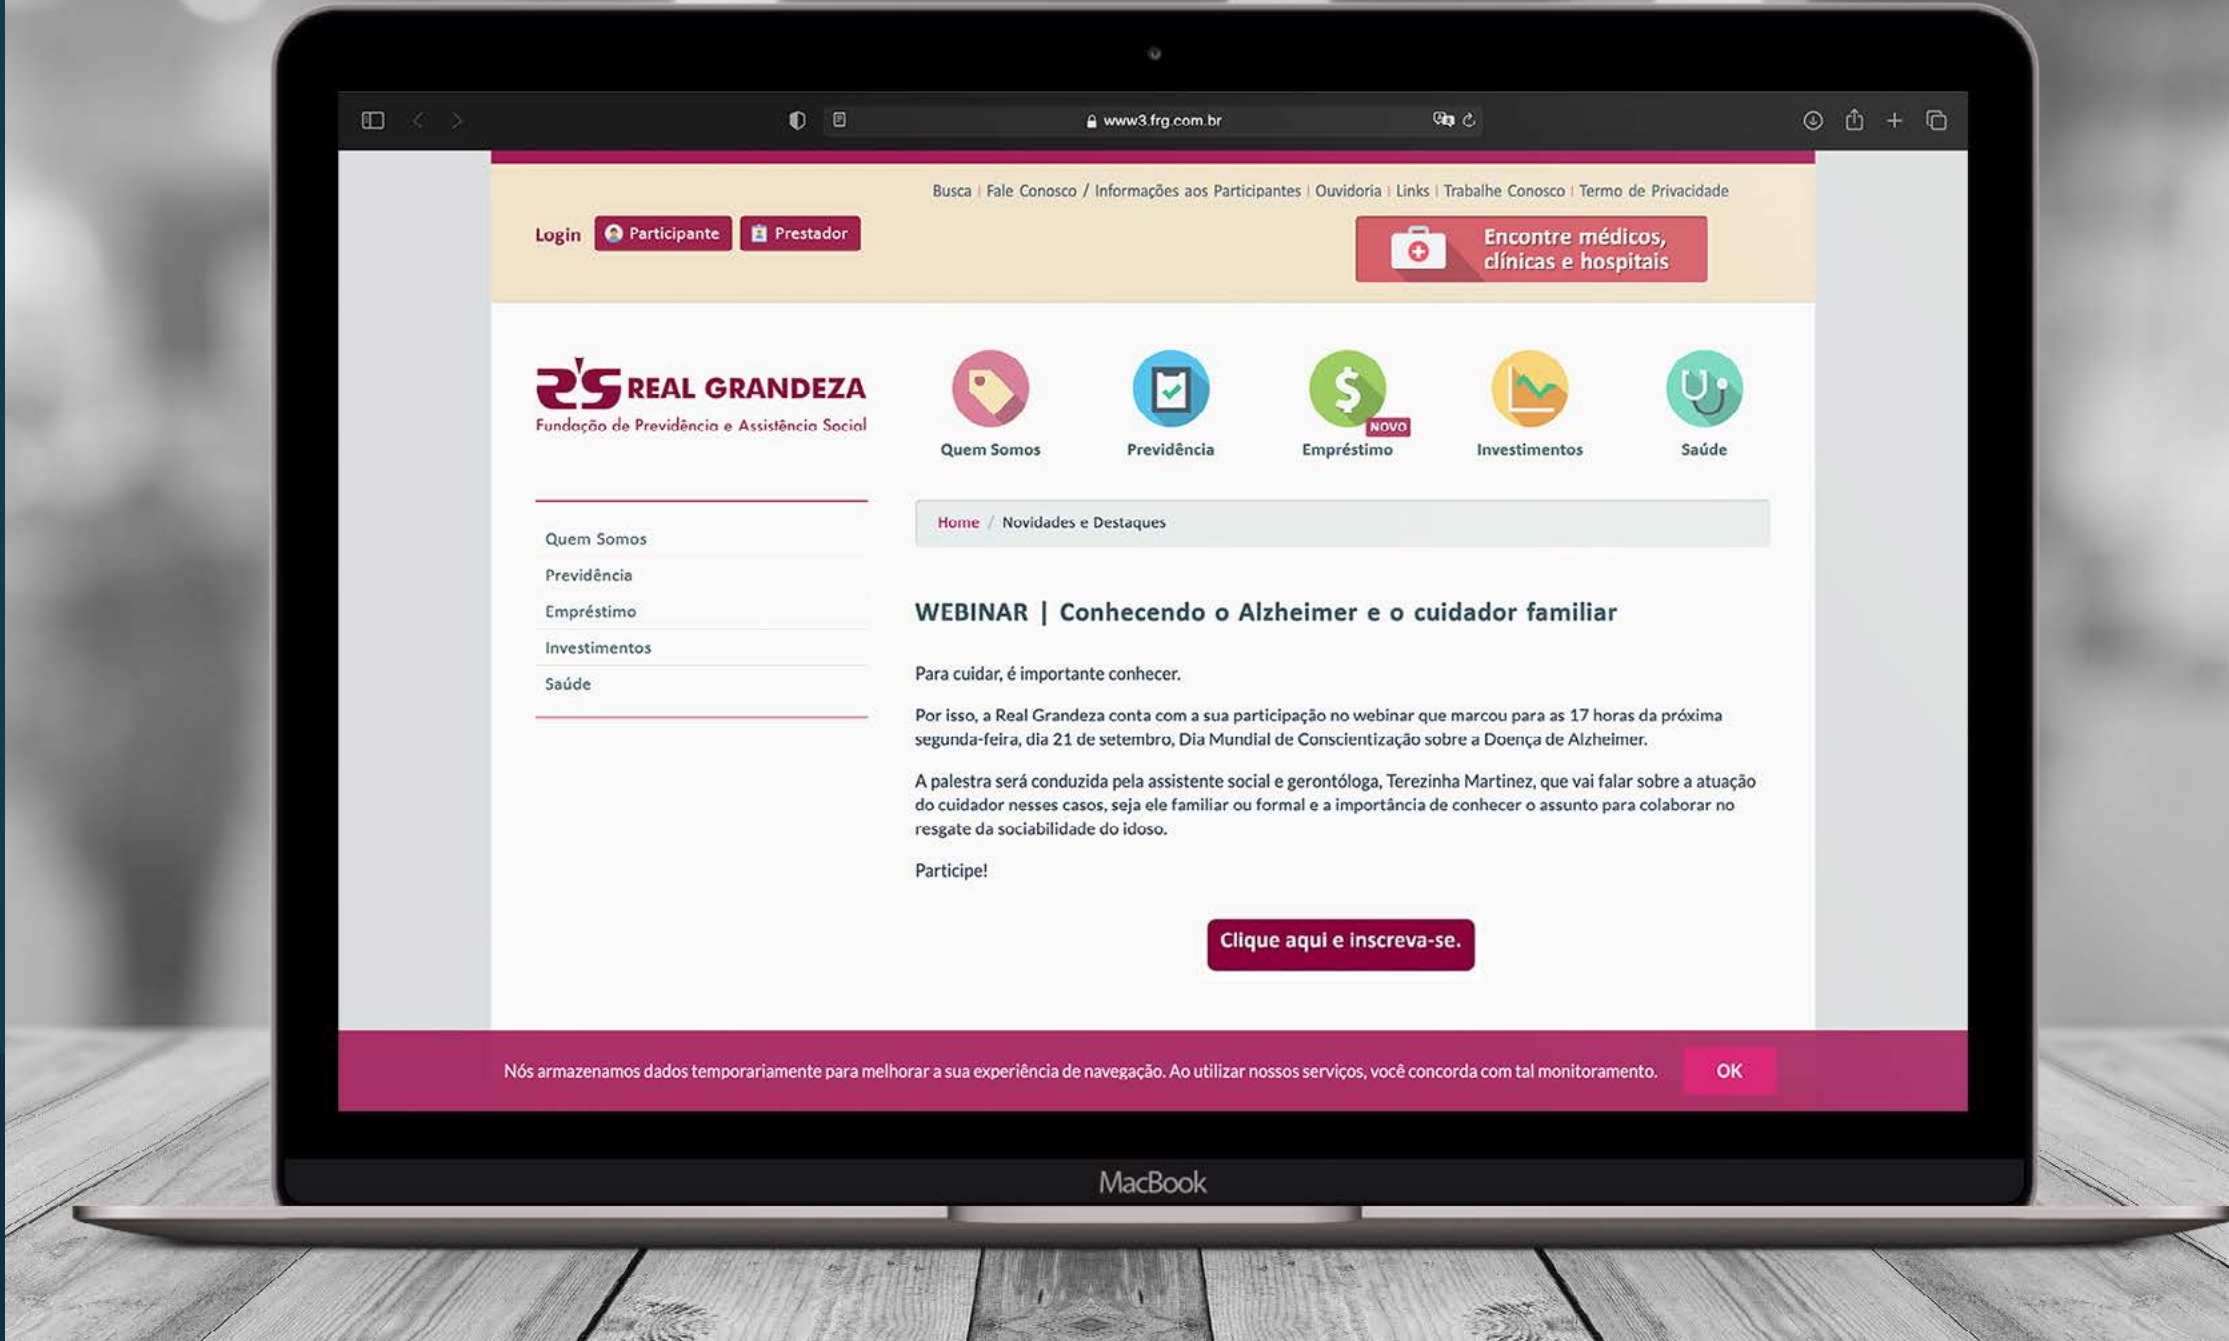 www3.frg.com.br
Busca | Fale Conosco / Informações aos Participantes | Ouvidoria | Links | Trabalhe Conosco | Termo de Privacidade
Login Participante Prestador
Encontre médicos,
clínicas e hospitais
REAL GRANDEZA
Fundação de Previdência e Assistência Social
NOVO
Quem Somos Previdência Empréstimo Investimentos Saúde
Quem Somos
Previdência
Empréstimo
Investimentos
Saúde
Home / Novidades e Destaques
WEBINAR | Conhecendo o Alzheimer e o cuidador familiar
Para cuidar, é importante conhecer.
Por isso, a Real Grandeza conta com a sua participação no webinar que marcou para as 17 horas da próxima
segunda-feira, dia 21 de setembro, Dia Mundial de Conscientização sobre a Doença de Alzheimer.
A palestra será conduzida pela assistente social e gerontóloga, Terezinha Martinez, que vai falar sobre a atuação
do cuidador nesses casos, seja ele familiar ou formal e a importância de conhecer o assunto para colaborar no
resgate da sociabilidade do idoso.
Participe!
Clique aqui e inscreva-se.
Nós armazenamos dados temporariamente para melhorar a sua experiência de navegação. Ao utilizar nossos serviços, você concorda com tal monitoramento. OK
MacBook